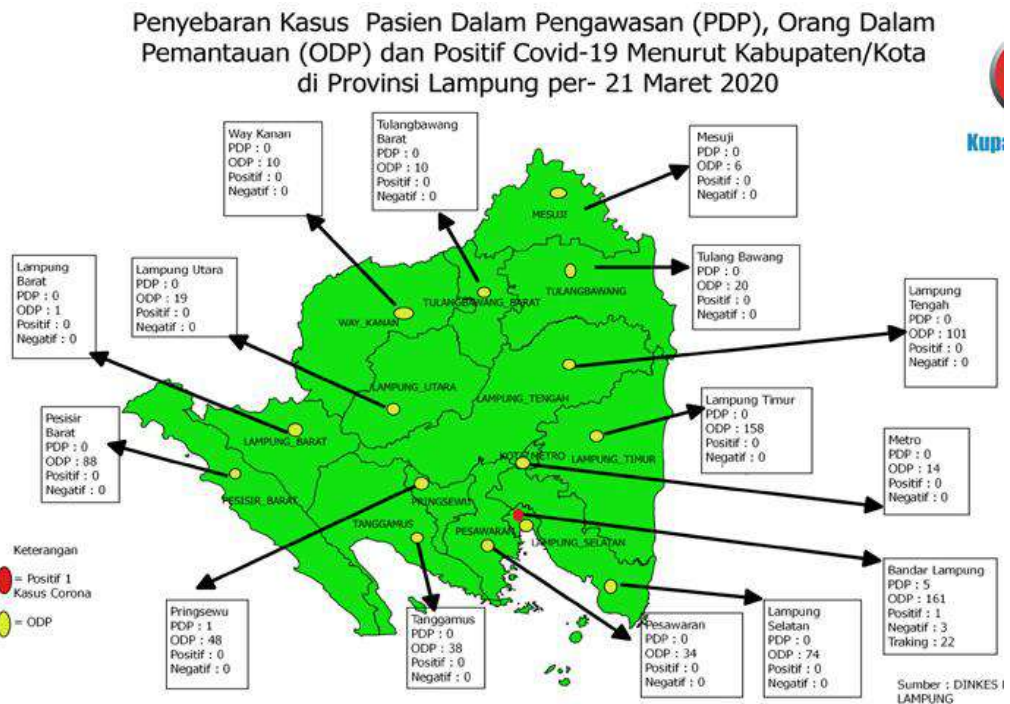 Penyebaran Kasus Pasien Dalam Pengawasan (PDP), Orang Dalam
Pemantauan (ODP) dan Positif Covid-19 Menurut Kabupaten/Kota
di Provinsi Lampung per- 21 Maret 2020
Way Kanan
PDP : 0
ODP : 10
Positif : 0
Negatif : 0
Tulangbawang
Barat
PDP : 0
ODP : 10
Positif : 0
Negatif : 0
Mesuji
PDP : 0
ODP : 6
Positif : 0
Negatif : 0
Lampung
Barat
PDP : 0
ODP : 1
Positif : 0
Negatif : 0
Lampung Utara
PDP : 0
ODP : 19
Positif : 0
Negatif : 0
Tulang Bawang
PDP : 0
ODP : 20
Positif : 0
Negatif : 0
Lampung
Tengah
PDP : 0
ODP : 101
Positif : 0
Negatif : 0
Pesisir
Barat
PDP : 0
ODP : 88
Positif : 0
Negatif : 0
Lampung Timur
PDP : 0
ODP : 158
Positif : 0
Negatif : 0
Metro
PDP : 0
ODP : 14
Positif : 0
Negatif : 0
MESUJI
TULANGBAWANG
TULANGBAWANG_BARAT
WAY_KANAN
LAMPUNG_UTARA
LAMPUNG_TENGAH
LAMPUNG_BARAT
KOTA_METRO
LAMPUNG_TIMUR
PESISIR_BARAT
PRINGSEWU
TANGGAMUS
PESAWARAN
LAMPUNG_SELATAN
Keterangan
= Positif 1
Kasus Corona
= ODP
Pringsewu
PDP : 1
ODP : 48
Positif : 0
Negatif : 0
Tanggamus
PDP : 0
ODP : 38
Positif : 0
Negatif : 0
Pesawaran
PDP : 0
ODP : 34
Positif : 0
Negatif : 0
Lampung
Selatan
PDP : 0
ODP : 74
Positif : 0
Negatif : 0
Bandar Lampung
PDP : 5
ODP : 161
Positif : 1
Negatif : 3
Traking : 22
Sumber : DINKES
LAMPUNG